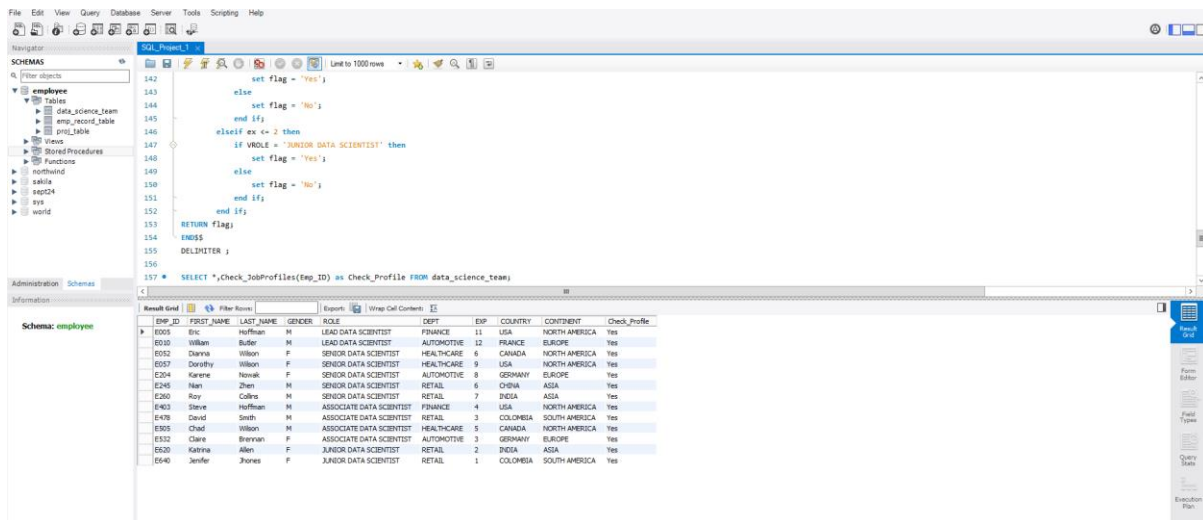 File Edit View Query Database Server Tools Scripting Help
Navigator
SQL_Project_1
SCHEMAS
Filter objects
employee
Tables
data_science_team
emp_record_table
proj_table
Views
Stored Procedures
Functions
northwind
sakila
sept24
sys
world
Administration Schemas
Information
Schema: employee
Limit to 1000 rows
142 set flag = 'Yes';
143 else
144 set flag = 'No';
145 end if;
146 elseif ex <= 2 then
147 if VROLE = 'JUNIOR DATA SCIENTIST' then
148 set flag = 'Yes';
149 else
150 set flag = 'No';
151 end if;
152 end if;
153 RETURN flag;
154 END$$
155 DELIMITER ;
156
157 SELECT *,Check_JobProfiles(Emp_ID) as Check_Profile FROM data_science_team;
Result Grid Filter Rows: Export: Wrap Cell Content:
EMP_ID FIRST_NAME LAST_NAME GENDER ROLE DEPT EXP COUNTRY CONTINENT Check_Profile
E005 Eric Hoffman M LEAD DATA SCIENTIST FINANCE 11 USA NORTH AMERICA Yes
E010 William Butler M LEAD DATA SCIENTIST AUTOMOTIVE 12 FRANCE EUROPE Yes
E052 Dianna Wilson F SENIOR DATA SCIENTIST HEALTHCARE 6 CANADA NORTH AMERICA Yes
E057 Dorothy Wilson F SENIOR DATA SCIENTIST HEALTHCARE 9 USA NORTH AMERICA Yes
E204 Karene Nowak F SENIOR DATA SCIENTIST AUTOMOTIVE 8 GERMANY EUROPE Yes
E245 Nian Zhen M SENIOR DATA SCIENTIST RETAIL 6 CHINA ASIA Yes
E260 Roy Collins M SENIOR DATA SCIENTIST RETAIL 7 INDIA ASIA Yes
E403 Steve Hoffman M ASSOCIATE DATA SCIENTIST FINANCE 4 USA NORTH AMERICA Yes
E478 David Smith M ASSOCIATE DATA SCIENTIST RETAIL 3 COLOMBIA SOUTH AMERICA Yes
E505 Chad Wilson M ASSOCIATE DATA SCIENTIST HEALTHCARE 5 CANADA NORTH AMERICA Yes
E532 Claire Brennan F ASSOCIATE DATA SCIENTIST AUTOMOTIVE 3 GERMANY EUROPE Yes
E620 Katrina Allen F JUNIOR DATA SCIENTIST RETAIL 2 INDIA ASIA Yes
E640 Jenifer Jhones F JUNIOR DATA SCIENTIST RETAIL 1 COLOMBIA SOUTH AMERICA Yes
Result
Grid
Form
Editor
Field
Types
Query
Stats
Execution
Plan